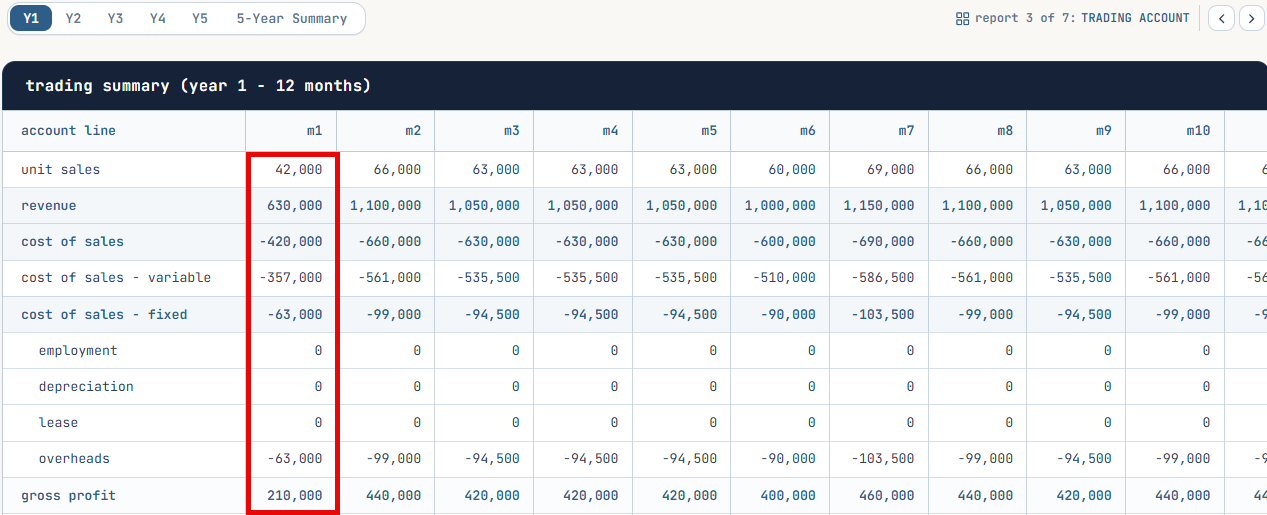 Y1 Y2 Y3 Y4 Y5 5-Year Summary report 3 of 7: TRADING ACCOUNT
trading summary (year 1 - 12 months)
account line m1 m2 m3 m4 m5 m6 m7 m8 m9 m10
unit sales 42,000 66,000 63,000 63,000 63,000 60,000 69,000 66,000 63,000 66,000
revenue 630,000 1,100,000 1,050,000 1,050,000 1,050,000 1,000,000 1,150,000 1,100,000 1,050,000 1,100,000
cost of sales -420,000 -660,000 -630,000 -630,000 -630,000 -600,000 -690,000 -660,000 -630,000 -660,000
cost of sales - variable -357,000 -561,000 -535,500 -535,500 -535,500 -510,000 -586,500 -561,000 -535,500 -561,000
cost of sales - fixed -63,000 -99,000 -94,500 -94,500 -94,500 -90,000 -103,500 -99,000 -94,500 -99,000
employment 0 0 0 0 0 0 0 0 0 0
depreciation 0 0 0 0 0 0 0 0 0 0
lease 0 0 0 0 0 0 0 0 0 0
overheads -63,000 -99,000 -94,500 -94,500 -94,500 -90,000 -103,500 -99,000 -94,500 -99,000
gross profit 210,000 440,000 420,000 420,000 420,000 400,000 460,000 440,000 420,000 440,000